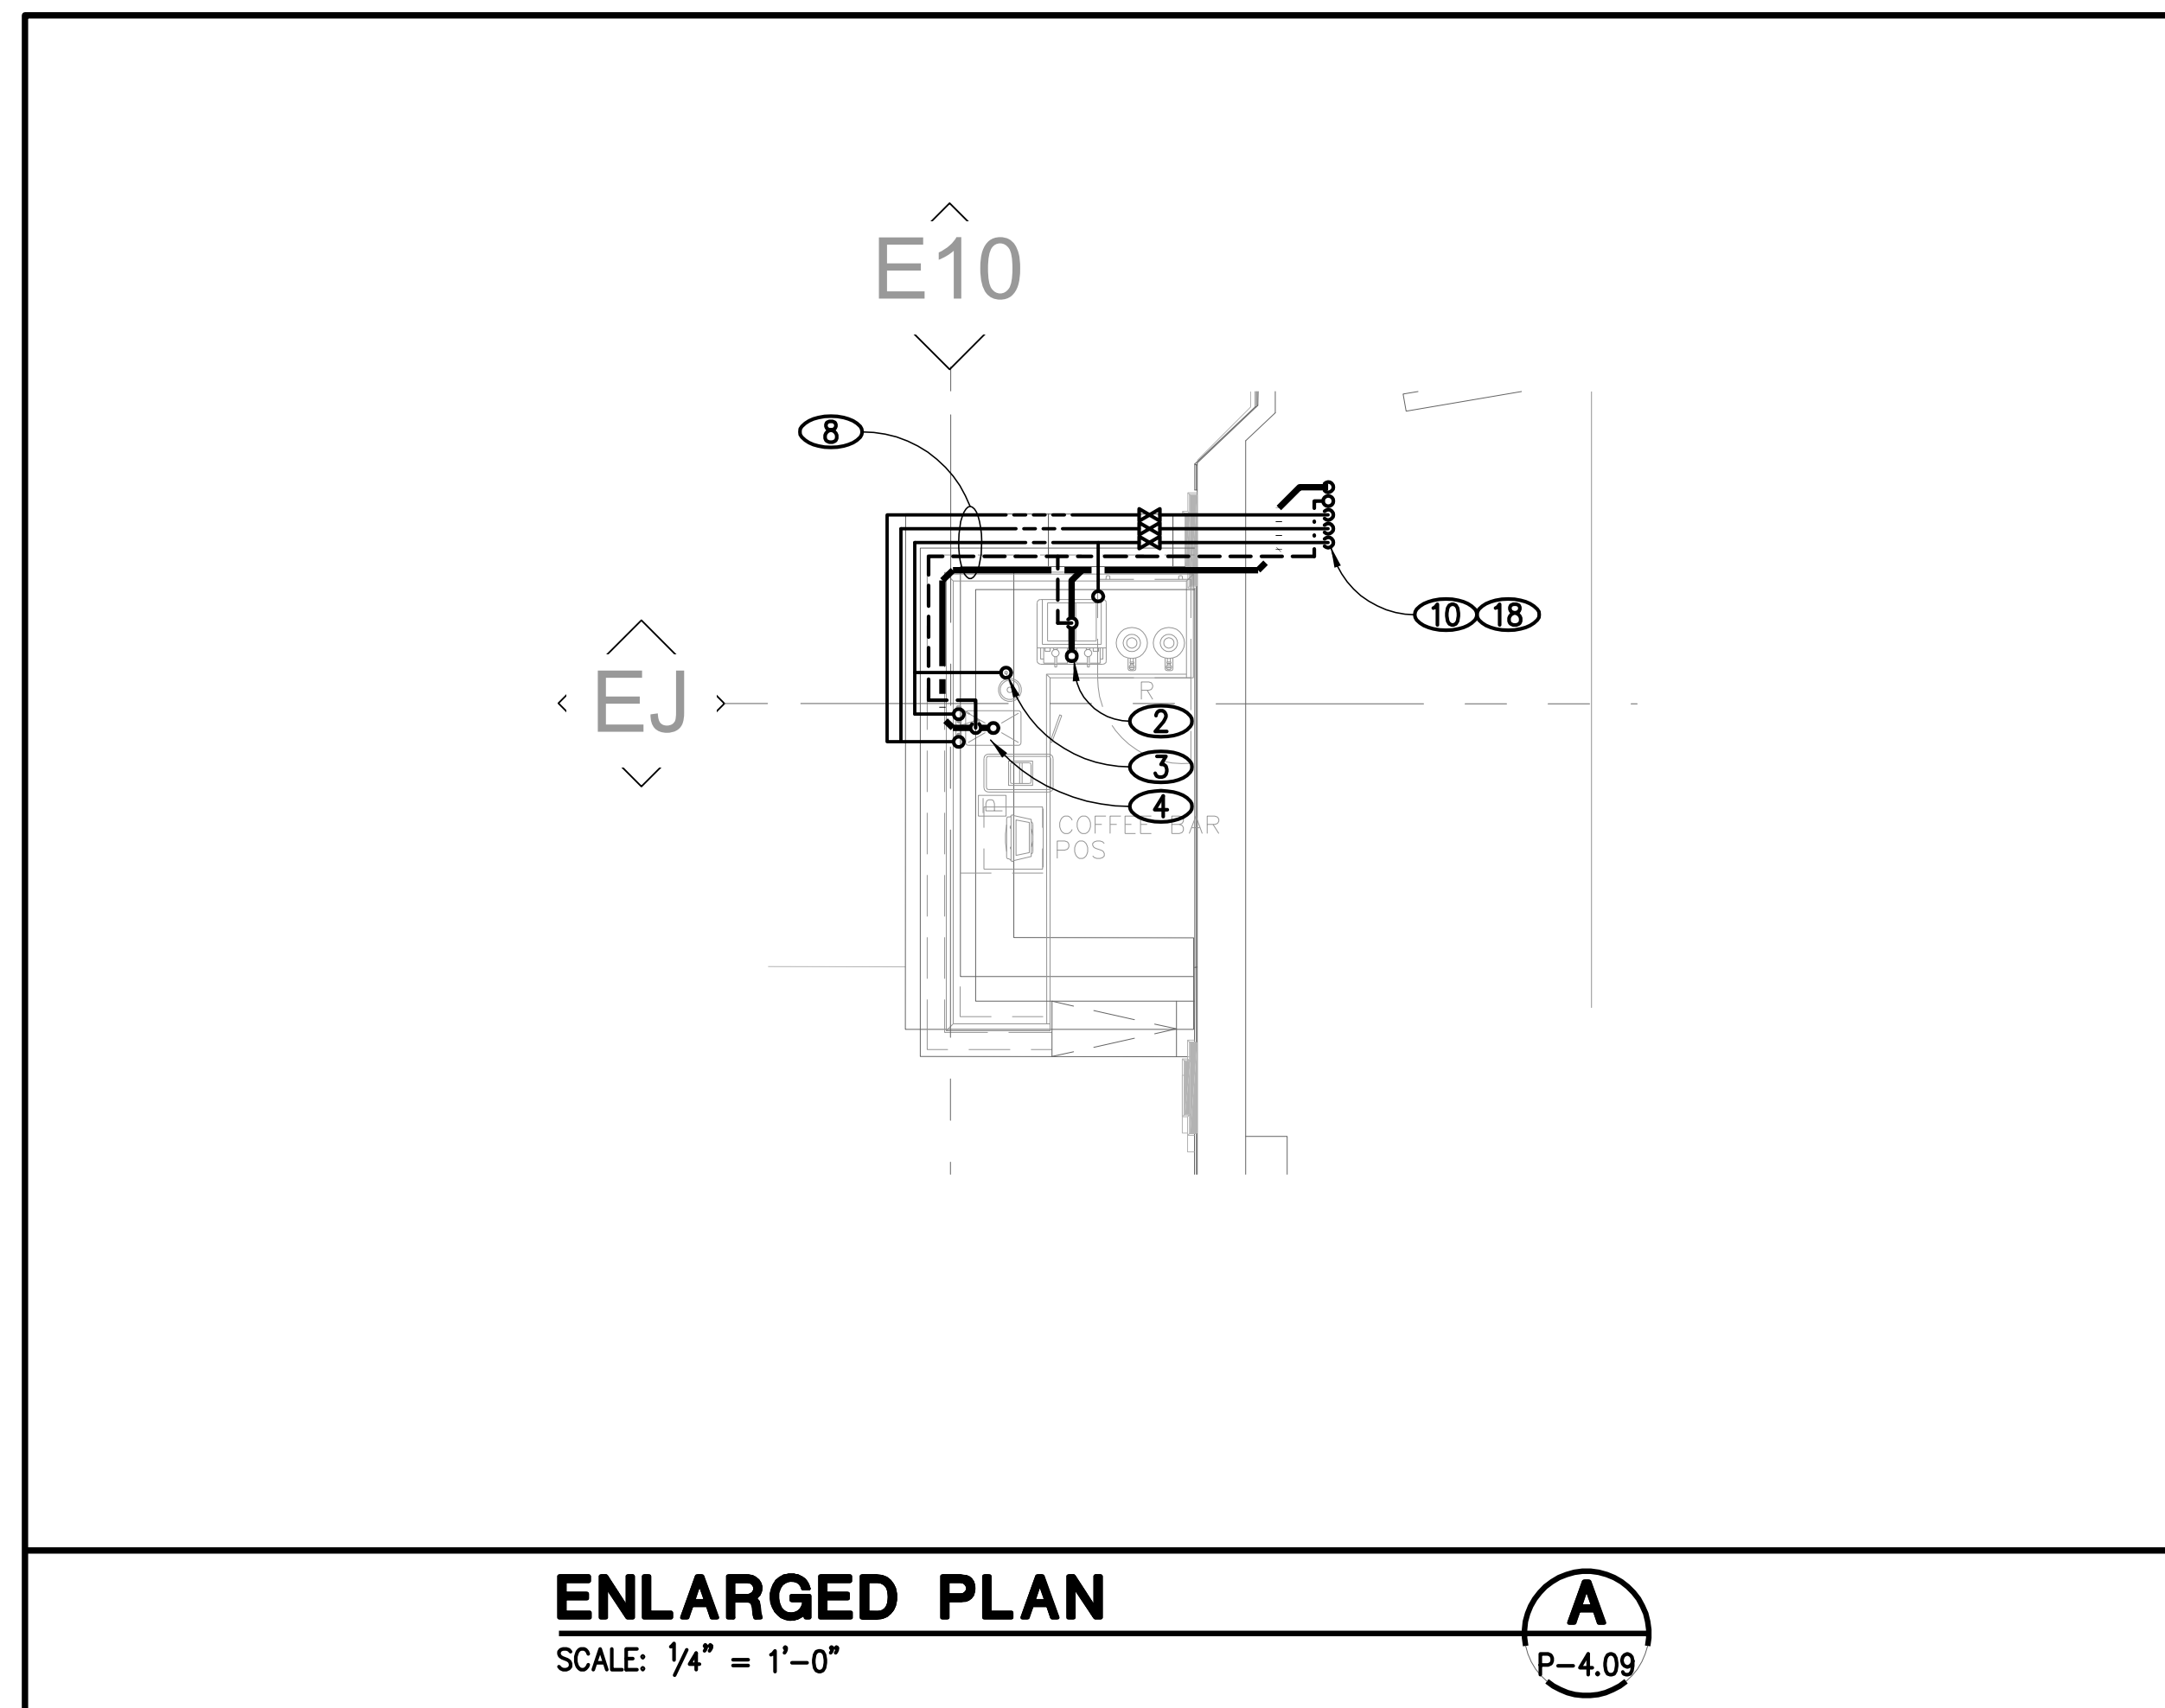 E10
8
10 18
EJ
R
2
3
4
P
COFFEE BAR
POS
ENLARGED PLAN
SCALE: 1/4" = 1'-0"
A
P-4.09